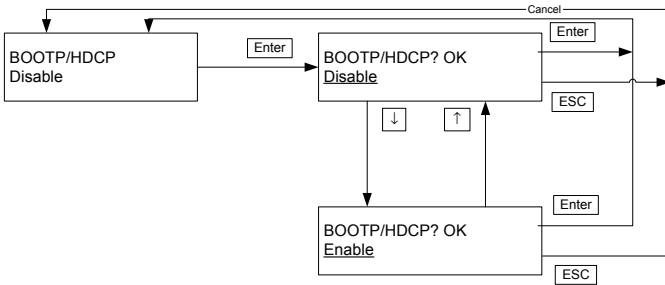 Cancel
BOOTP/HDCP
Disable
Enter
BOOTP/HDCP? OK
Disable
Enter
ESC
↓
↑
BOOTP/HDCP? OK
Enable
Enter
ESC